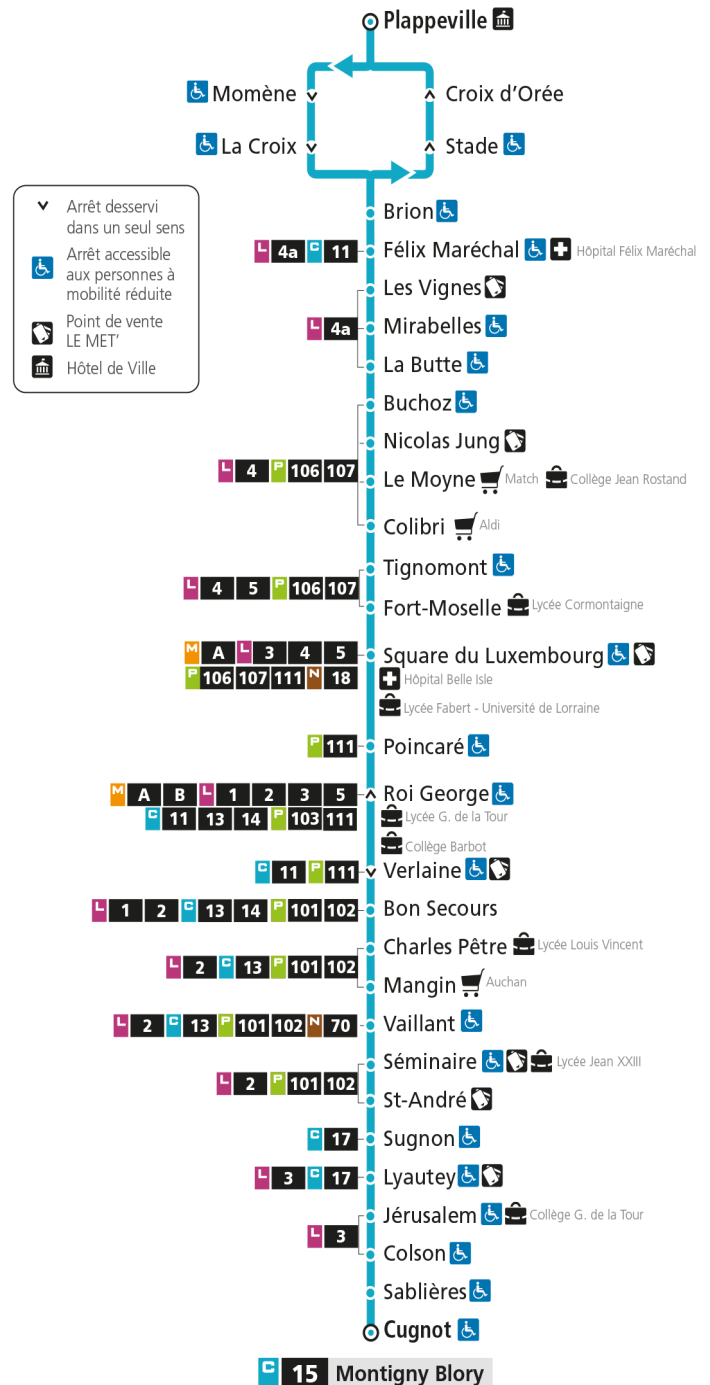 Plappeville
Momène
Croix d'Orée
La Croix
Stade
Arrêt desservi
dans un seul sens
Arrêt accessible
aux personnes à
mobilité réduite
Point de vente
LE MET'
Hôtel de Ville
Brion
L 4a C 11 Félix Maréchal Hôpital Félix Maréchal
Les Vignes
L 4a Mirabelles
La Butte
Buchoz
Nicolas Jung
L 4 P 106 107 Le Moyne Match Collège Jean Rostand
Colibri Aldi
Tignomont
L 4 5 P 106 107
Fort-Moselle Lycée Cormontaigne
M A L 3 4 5 Square du Luxembourg
P 106 107 111 N 18 Hôpital Belle Isle
Lycée Fabert - Université de Lorraine
P 111 Poincaré
M A B L 1 2 3 5 Roi George
C 11 13 14 P 103 111 Lycée G. de la Tour
Collège Barbot
C 11 P 111 Verlaine
L 1 2 C 13 14 P 101 102 Bon Secours
Charles Pêtre Lycée Louis Vincent
L 2 C 13 P 101 102
Mangin Auchan
L 2 C 13 P 101 102 N 70 Vaillant
Séminaire Lycée Jean XXIII
L 2 P 101 102
St-André
C 17 Sugnon
L 3 C 17 Lyautey
Jérusalem Collège G. de la Tour
L 3
Colson
Sablières
Cugnot
C 15 Montigny Blory